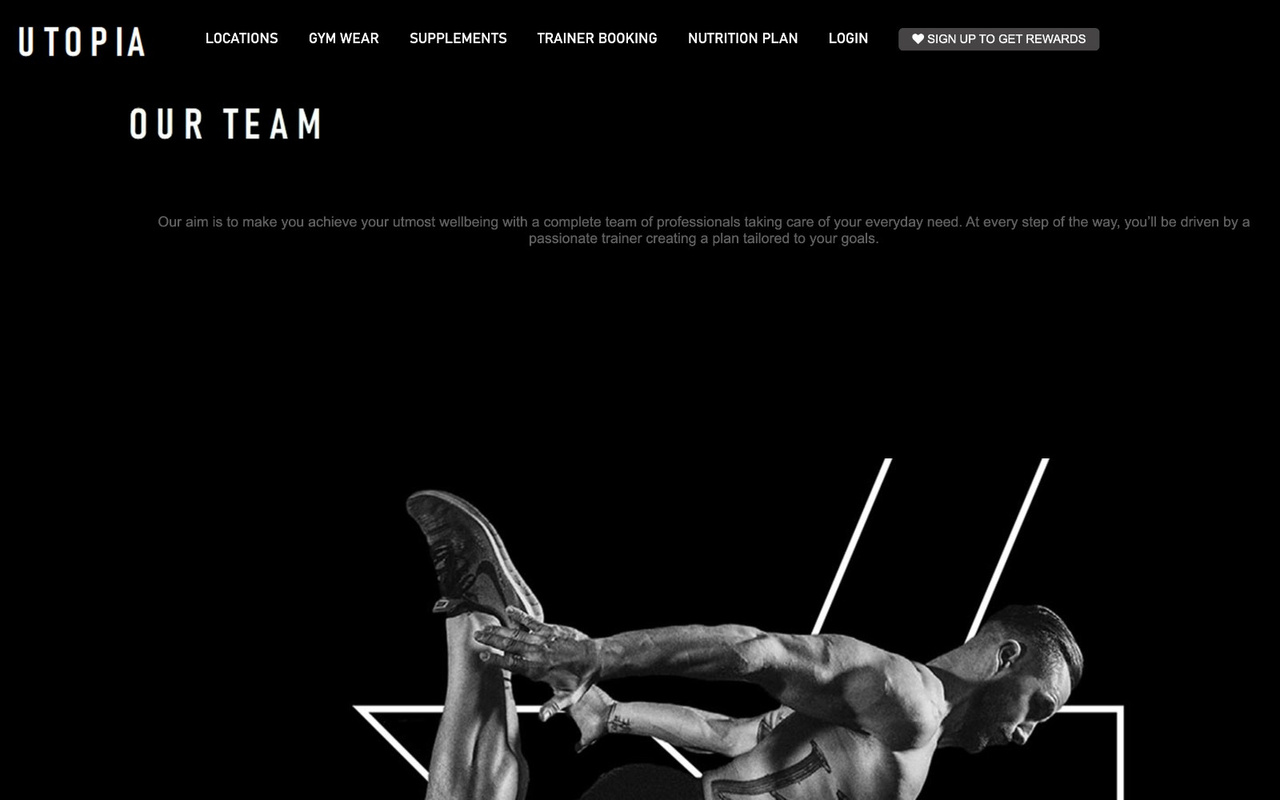 UTOPIA
LOCATIONS
GYM WEAR
SUPPLEMENTS
TRAINER BOOKING
NUTRITION PLAN
LOGIN
SIGN UP TO GET REWARDS
OUR TEAM
Our aim is to make you achieve your utmost wellbeing with a complete team of professionals taking care of your everyday need. At every step of the way, you'll be driven by a
passionate trainer creating a plan tailored to your goals.